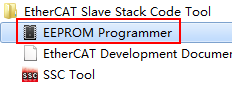 EtherCAT Slave Stack Code Tool
EEPROM Programmer
EtherCAT Development Documen
SSC Tool